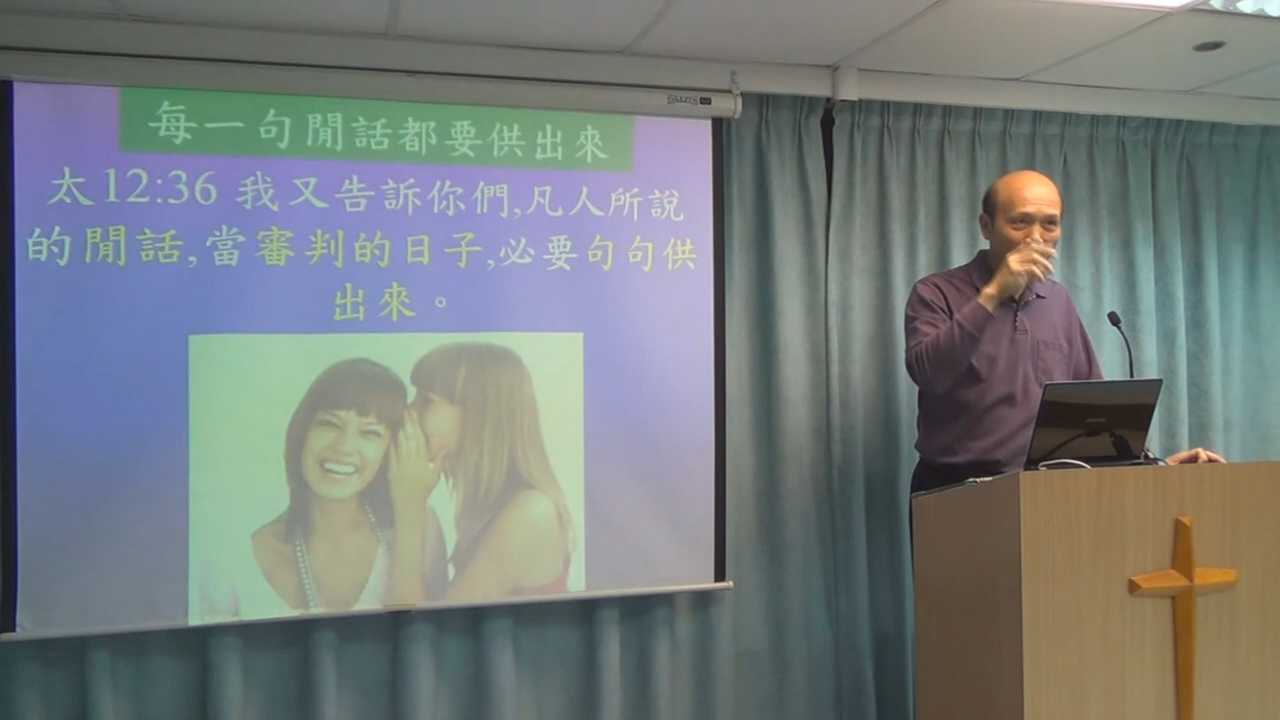 每一句閒話都要供出來
太12:36 我又告訴你們,凡人所說
的閒話,當審判的日子,必要句句供
出來。